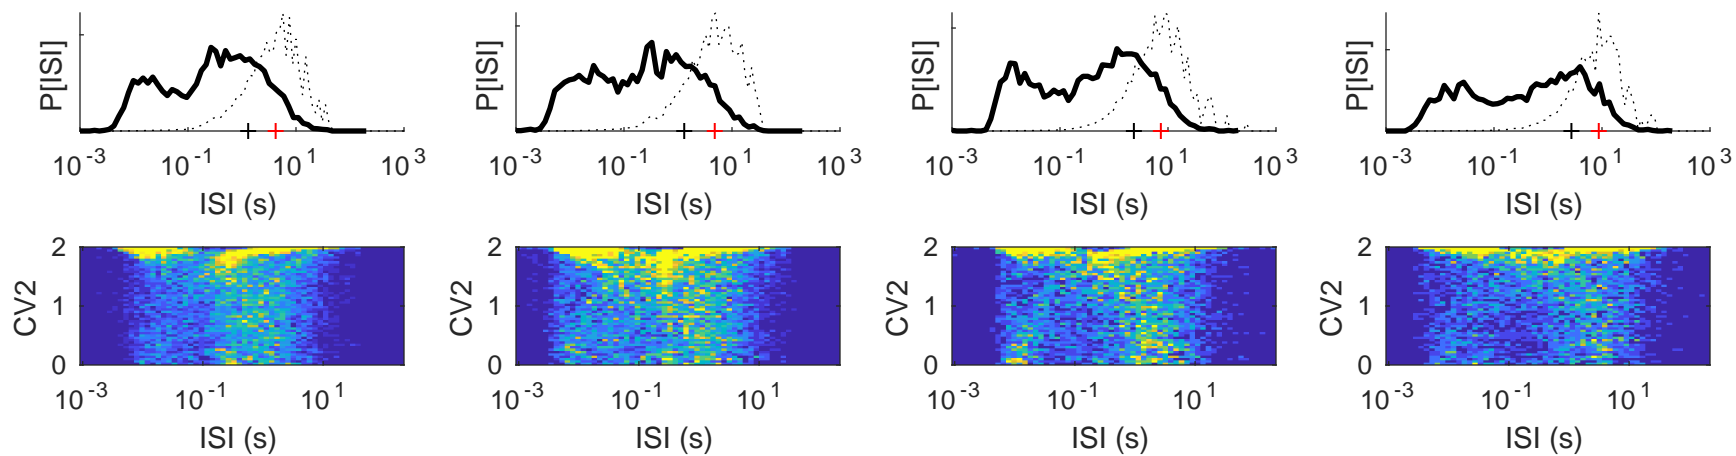 P[ISI] P[ISI] P[ISI] P[ISI]
10^-3 10^-1 10^1 10^3 10^-3 10^-1 10^1 10^3 10^-3 10^-1 10^1 10^3 10^-3 10^-1 10^1 10^3
ISI (s) ISI (s) ISI (s) ISI (s)
2 2 2 2
CV2 1 CV2 1 CV2 1 CV2 1
0 0 0 0
10^-3 10^-1 10^1 10^-3 10^-1 10^1 10^-3 10^-1 10^1 10^-3 10^-1 10^1
ISI (s) ISI (s) ISI (s) ISI (s)